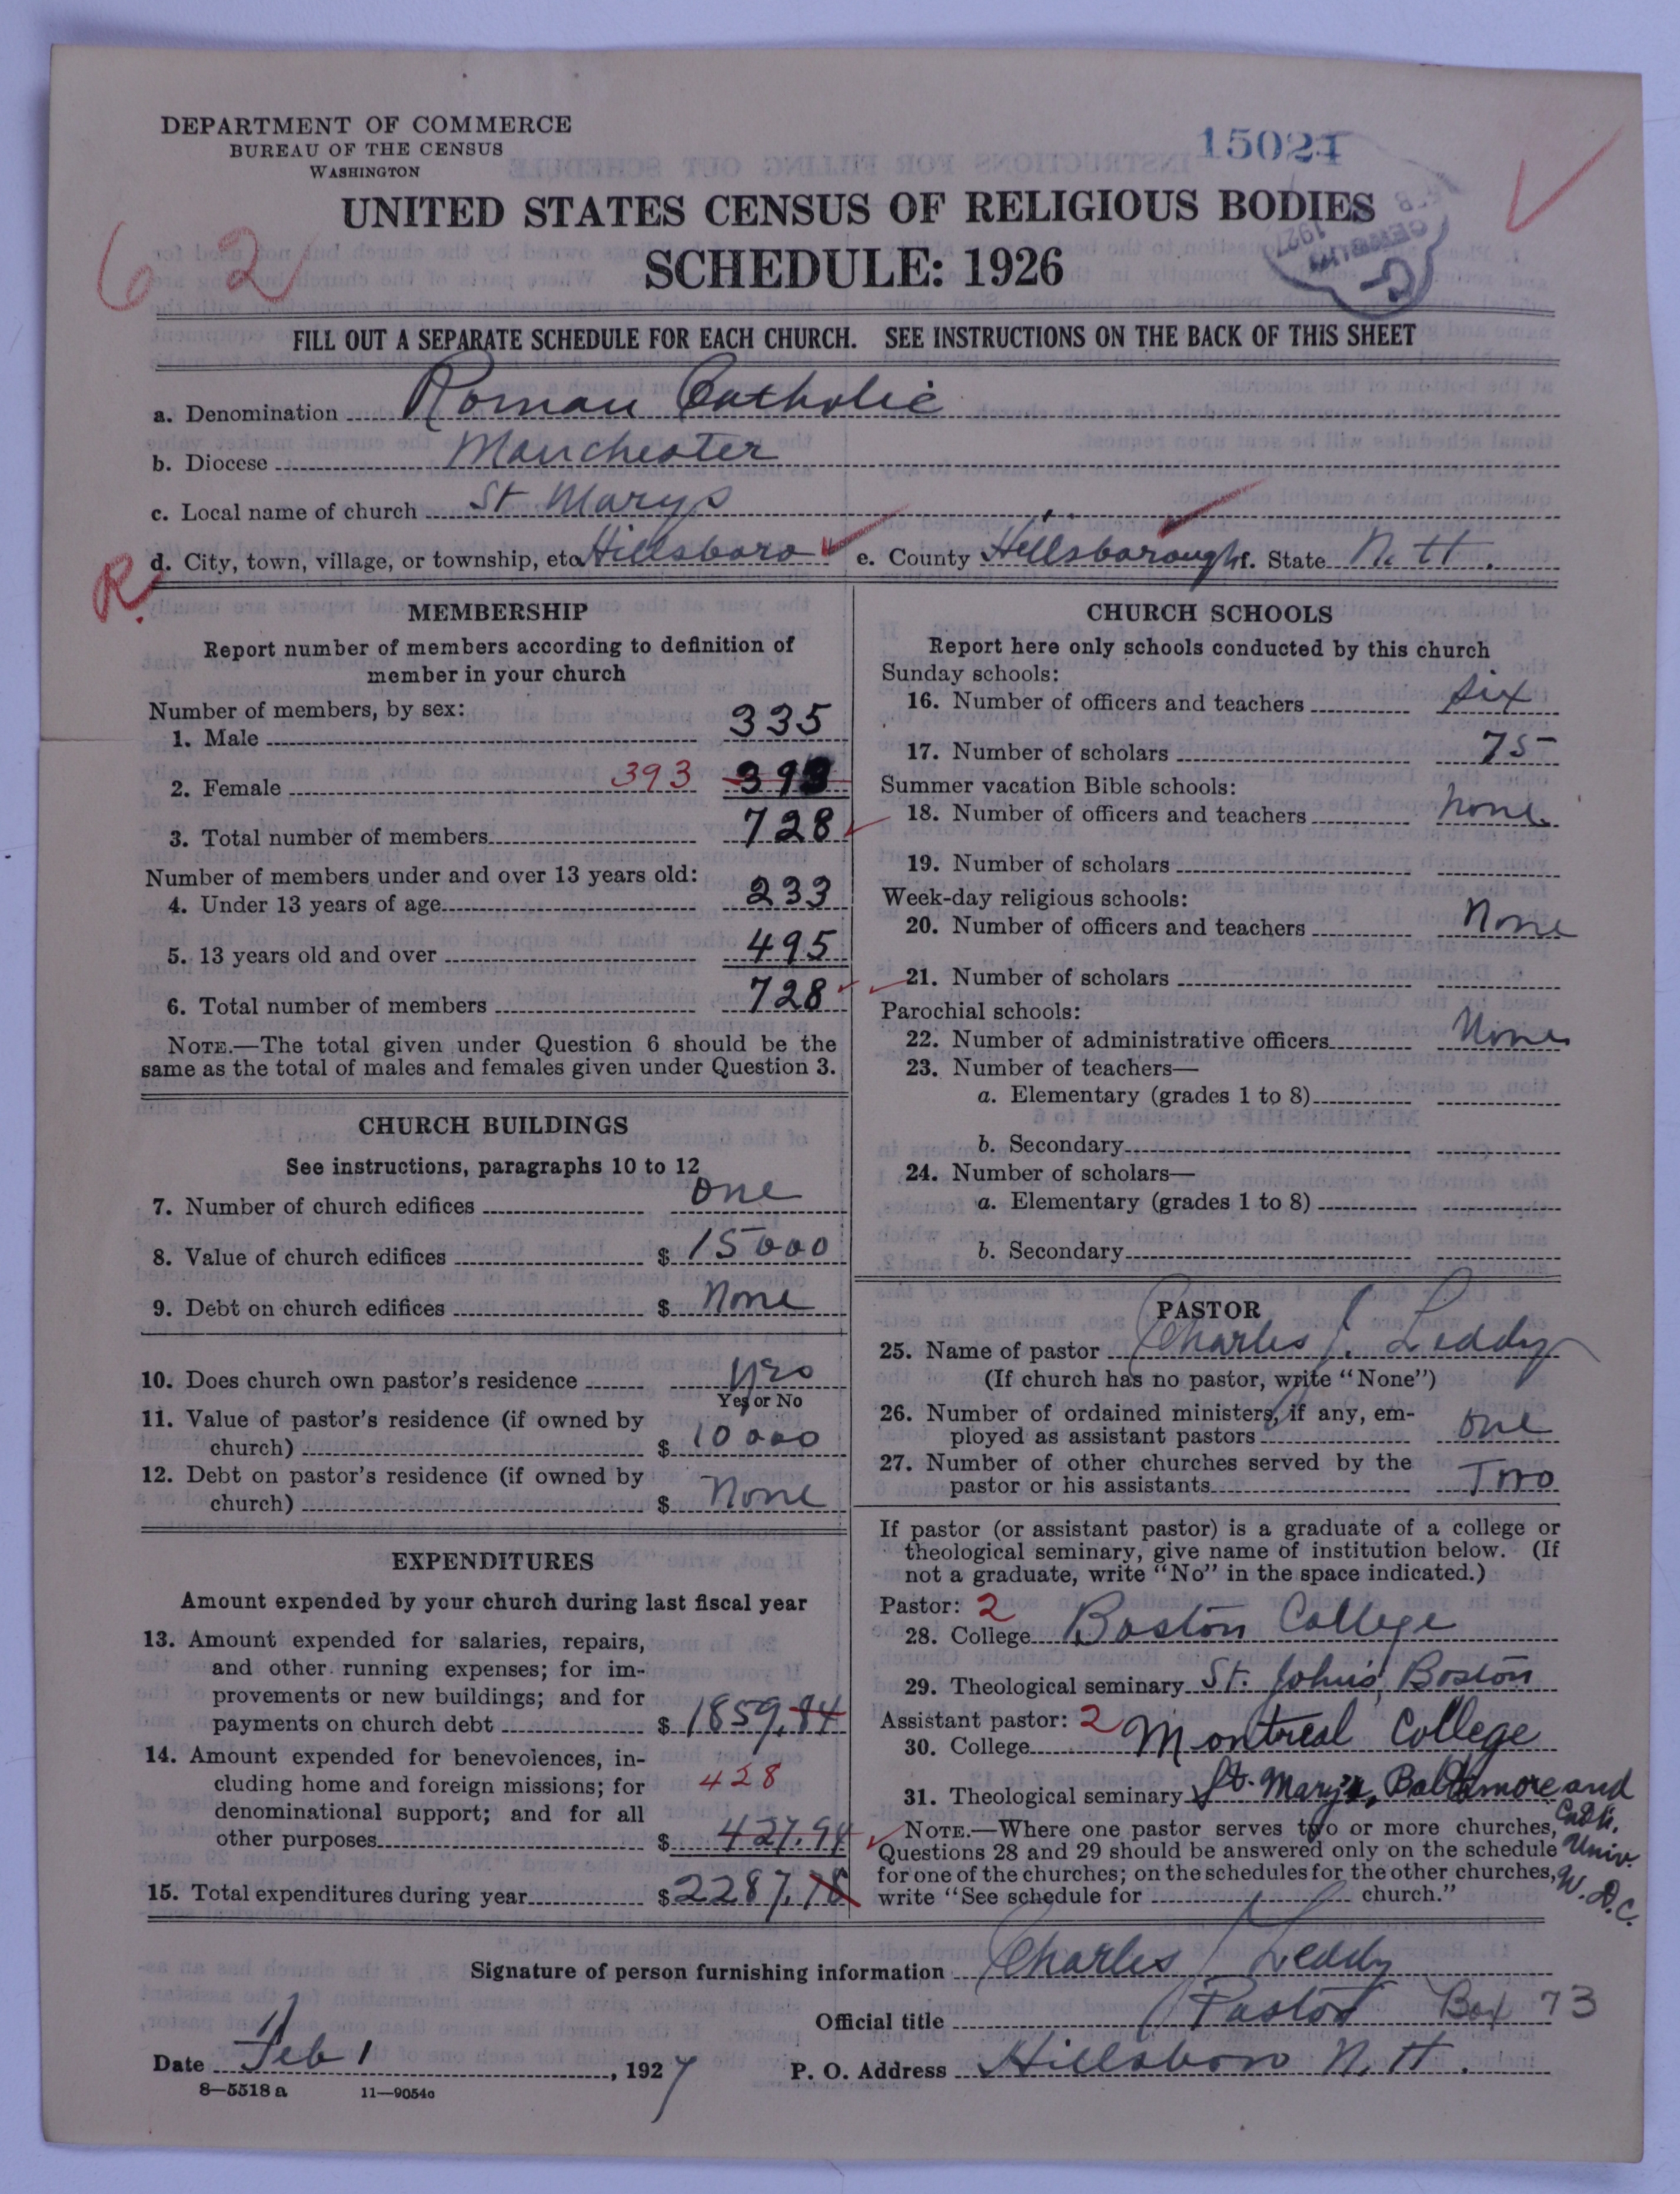 DEPARTMENT OF COMMERCE
BUREAU OF THE CENSUS
WASHINGTON
15021
UNITED STATES CENSUS OF RELIGIOUS BODIES
SCHEDULE: 1926
6 2
FILL OUT A SEPARATE SCHEDULE FOR EACH CHURCH. SEE INSTRUCTIONS ON THE BACK OF THIS SHEET
a. Denomination Roman Catholic
b. Diocese Manchester
c. Local name of church St Marys
d. City, town, village, or township, etc. Hillsboro e. County Hillsborough f. State N. H.
R.
MEMBERSHIP
Report number of members according to definition of
member in your church
Number of members, by sex:
1. Male 335
2. Female 393 393
3. Total number of members 728
Number of members under and over 13 years old:
4. Under 13 years of age 233
5. 13 years old and over 495
6. Total number of members 728
NOTE.—The total given under Question 6 should be the
same as the total of males and females given under Question 3.
CHURCH BUILDINGS
See instructions, paragraphs 10 to 12
7. Number of church edifices one
8. Value of church edifices $ 15000
9. Debt on church edifices $ None
10. Does church own pastor's residence yes
Yes or No
11. Value of pastor's residence (if owned by
church) $ 10000
12. Debt on pastor's residence (if owned by
church) $ None
EXPENDITURES
Amount expended by your church during last fiscal year
13. Amount expended for salaries, repairs,
and other running expenses; for im-
provements or new buildings; and for
payments on church debt $ 1859.84
14. Amount expended for benevolences, in-
cluding home and foreign missions; for 428
denominational support; and for all
other purposes $ 427.94
15. Total expenditures during year $ 2287.78
CHURCH SCHOOLS
Report here only schools conducted by this church
Sunday schools:
16. Number of officers and teachers six
17. Number of scholars 75
Summer vacation Bible schools:
18. Number of officers and teachers None
19. Number of scholars
Week-day religious schools:
20. Number of officers and teachers None
21. Number of scholars
Parochial schools:
22. Number of administrative officers None
23. Number of teachers—
a. Elementary (grades 1 to 8)
b. Secondary
24. Number of scholars—
a. Elementary (grades 1 to 8)
b. Secondary
PASTOR
25. Name of pastor Charles J. Leddy
(If church has no pastor, write "None")
26. Number of ordained ministers, if any, em-
ployed as assistant pastors one
27. Number of other churches served by the
pastor or his assistants Two
If pastor (or assistant pastor) is a graduate of a college or
theological seminary, give name of institution below. (If
not a graduate, write "No" in the space indicated.)
Pastor: 2
28. College Boston College
29. Theological seminary St. John's, Boston
Assistant pastor: 2
30. College Montreal College
31. Theological seminary St. Mary's, Baltimore and
Cath.
Univ.
W. D. C.
NOTE.—Where one pastor serves two or more churches,
Questions 28 and 29 should be answered only on the schedule
for one of the churches; on the schedules for the other churches,
write "See schedule for church."
Signature of person furnishing information Charles J Leddy
Official title Pastor Box 73
Date Feb 1, 1927 P. O. Address Hillsboro N. H.
8—5518 a 11—9054c